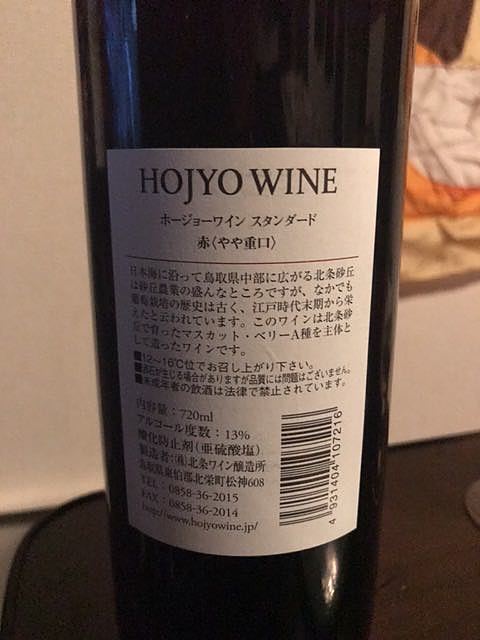 HOJYO WINE
ホージョーワイン スタンダード
赤〈やや重口〉
日本海に沿って鳥取県中部に広がる北条砂丘
は砂丘農業の盛んなところですが、なかでも
葡萄栽培の歴史は古く、江戸時代末期から栄
えたと云われています。このワインは北条砂
丘で育ったマスカット・ベリーA種を主体と
して造ったワインです。
■12〜16℃位でお召し上がり下さい。
■お石が生じる場合がありますが品質には問題はございません。
■未成年者の飲酒は法律で禁止されています。
内容量：720ml
アルコール度数：13%
酸化防止剤（亜硫酸塩）
製造者：㈲北条ワイン醸造所
鳥取県東伯郡北栄町松神608
TEL：0858-36-2015
FAX：0858-36-2014
http://www.hojyowine.jp/
4 931404 107216